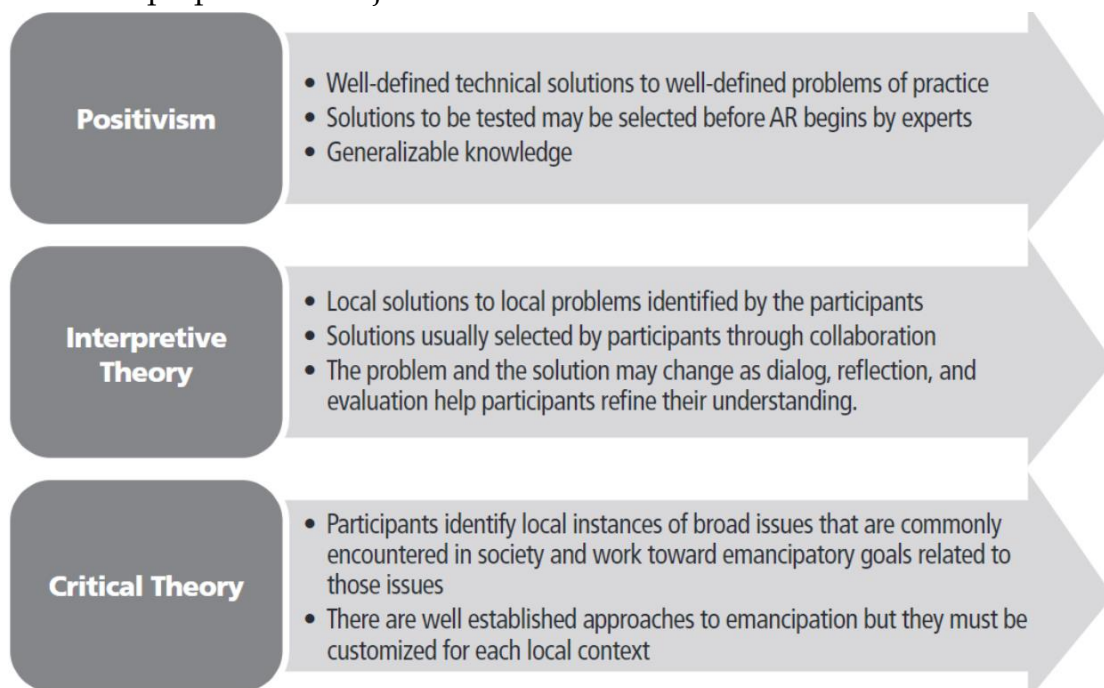 Positivism
• Well-defined technical solutions to well-defined problems of practice
• Solutions to be tested may be selected before AR begins by experts
• Generalizable knowledge
Interpretive
Theory
• Local solutions to local problems identified by the participants
• Solutions usually selected by participants through collaboration
• The problem and the solution may change as dialog, reflection, and
evaluation help participants refine their understanding.
Critical Theory
• Participants identify local instances of broad issues that are commonly
encountered in society and work toward emancipatory goals related to
those issues
• There are well established approaches to emancipation but they must be
customized for each local context